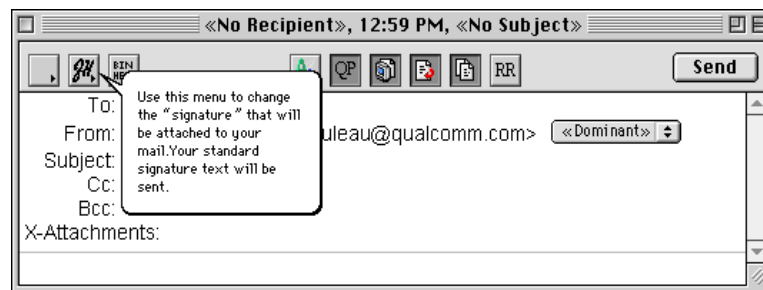 «No Recipient», 12:59 PM, «No Subject»
QP
RR
Send
To:
Use this menu to change
the "signature" that will
be attached to your
mail.Your standard
signature text will be
sent.
From:
uleau@qualcomm.com>
«Dominant»
Subject:
Cc:
Bcc:
X-Attachments: